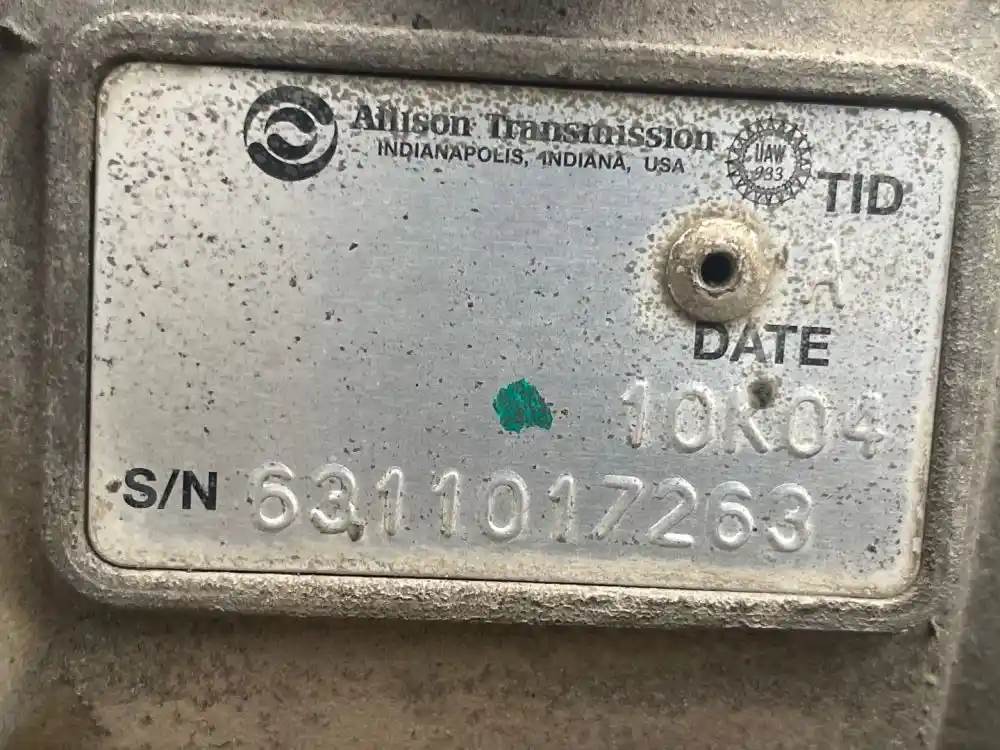 Allison Transmission
INDIANAPOLIS, INDIANA, USA
UAW
933
TID
DATE
10K04
S/N 6311017263